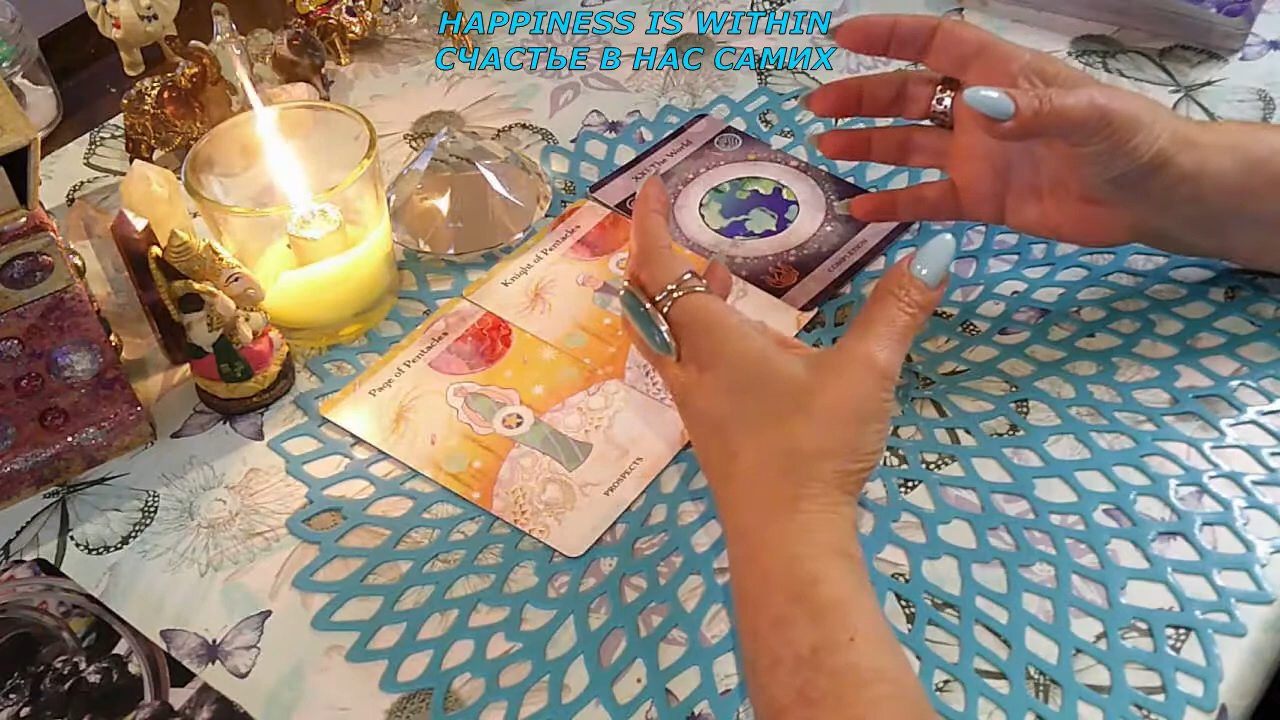 HAPPINESS IS WITHIN
СЧАСТЬЕ В НАС САМИХ
XXI The World
COMPLETION
Knight of Pentacles
Page of Pentacles
PROSPECTS